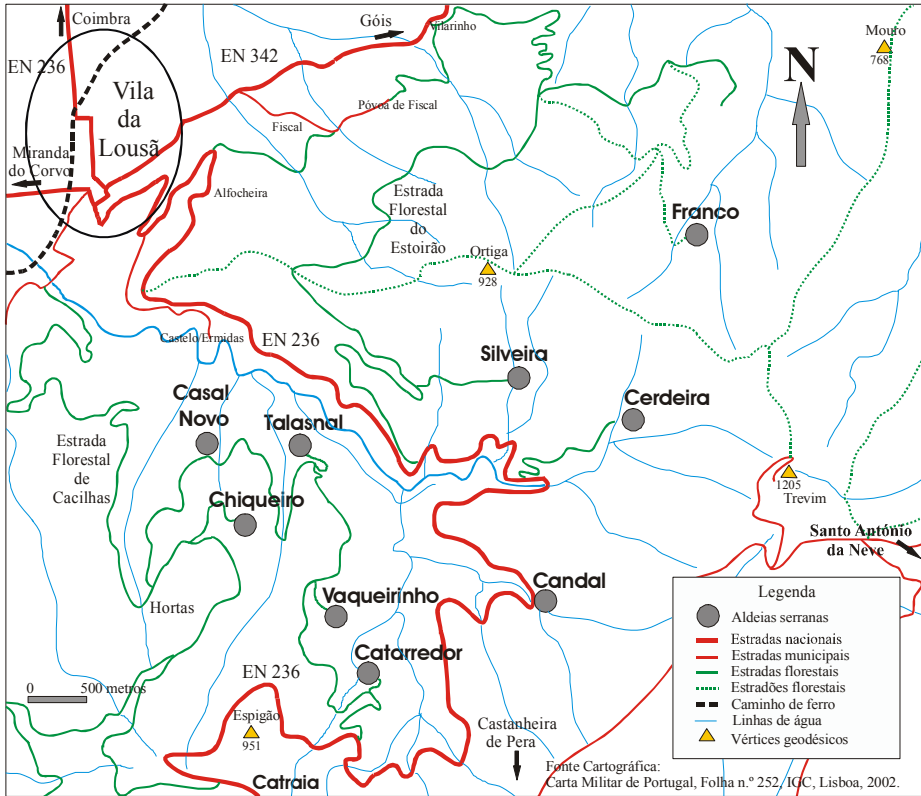 Coimbra
Góis
Vilarinho
Mouro
768
EN 236
EN 342
N
Vila
da
Lousã
Póvoa de Fiscal
Fiscal
Miranda
do Corvo
Alfocheira
Estrada
Florestal
do
Estoirão
Franco
Ortiga
928
Castelo/Ermidas
EN 236
Silveira
Casal
Novo
Talasnal
Cerdeira
Estrada
Florestal
de
Cacilhas
1205
Trevim
Chiqueiro
Santo António
da Neve
Candal
Vaqueirinho
Hortas
Catarredor
EN 236
0 500 metros
Espigão
951
Castanheira
de Pera
Catraia
Legenda
Aldeias serranas
Estradas nacionais
Estradas municipais
Estradas florestais
Estradões florestais
Caminho de ferro
Linhas de água
Vértices geodésicos
Fonte Cartográfica:
Carta Militar de Portugal, Folha n.º 252, IGC, Lisboa, 2002.